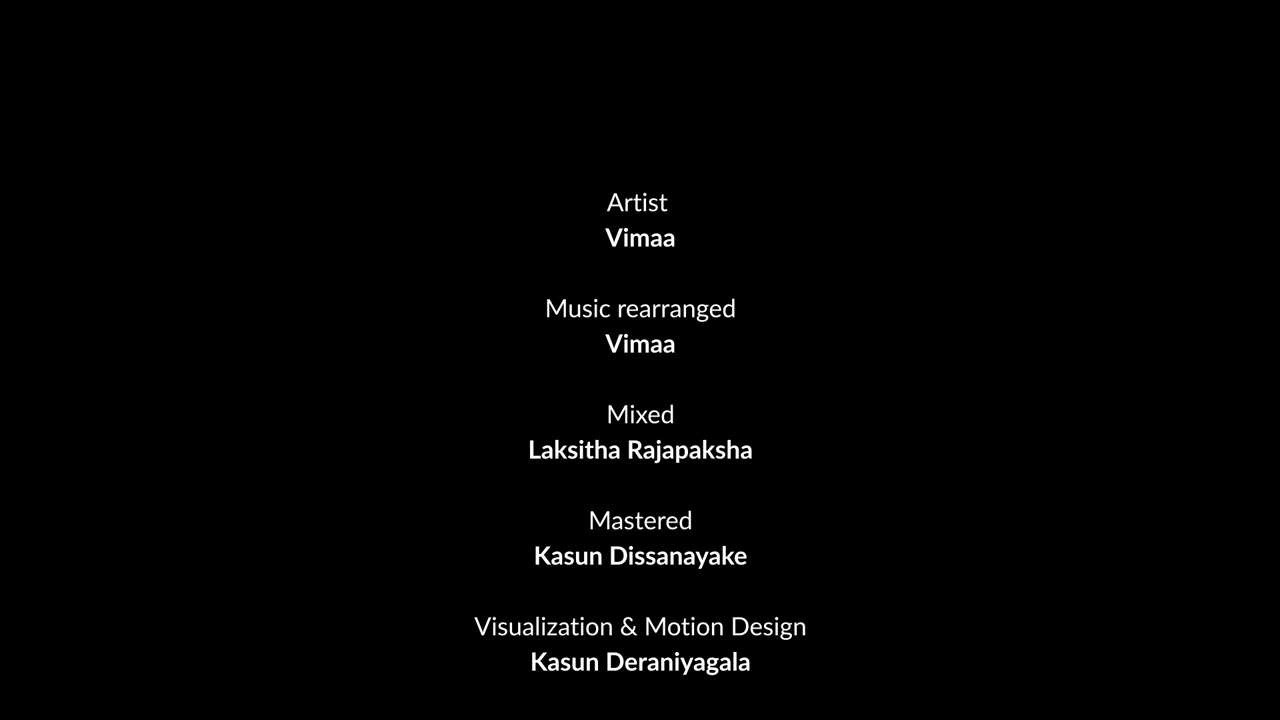 Artist
Vimaa
Music rearranged
Vimaa
Mixed
Laksitha Rajapaksha
Mastered
Kasun Dissanayake
Visualization & Motion Design
Kasun Deraniyagala